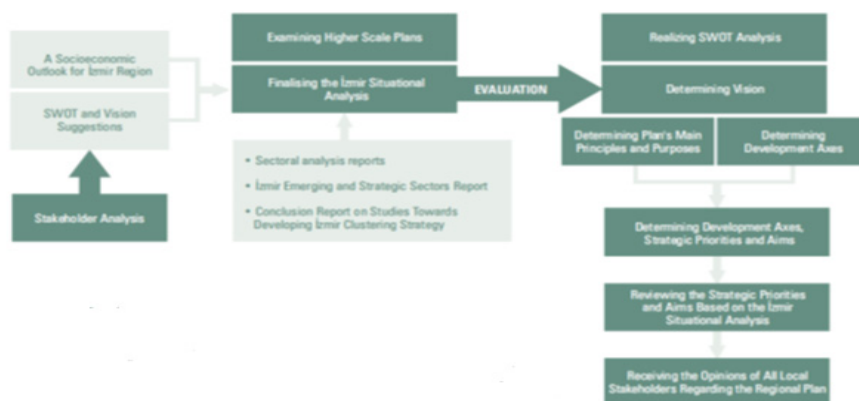 A Socioeconomic
Outlook for İzmir Region
SWOT and Vision
Suggestions
Stakeholder Analysis
Examining Higher Scale Plans
Finalising the İzmir Situational
Analysis
• Sectoral analysis reports
• İzmir Emerging and Strategic Sectors Report
• Conclusion Report on Studies Towards
Developing İzmir Clustering Strategy
EVALUATION
Realizing SWOT Analysis
Determining Vision
Determining Plan's Main
Principles and Purposes
Determining
Development Axes
Determining Development Axes,
Strategic Priorities and Aims
Reviewing the Strategic Priorities
and Aims Based on the İzmir
Situational Analysis
Receiving the Opinions of All Local
Stakeholders Regarding the Regional Plan